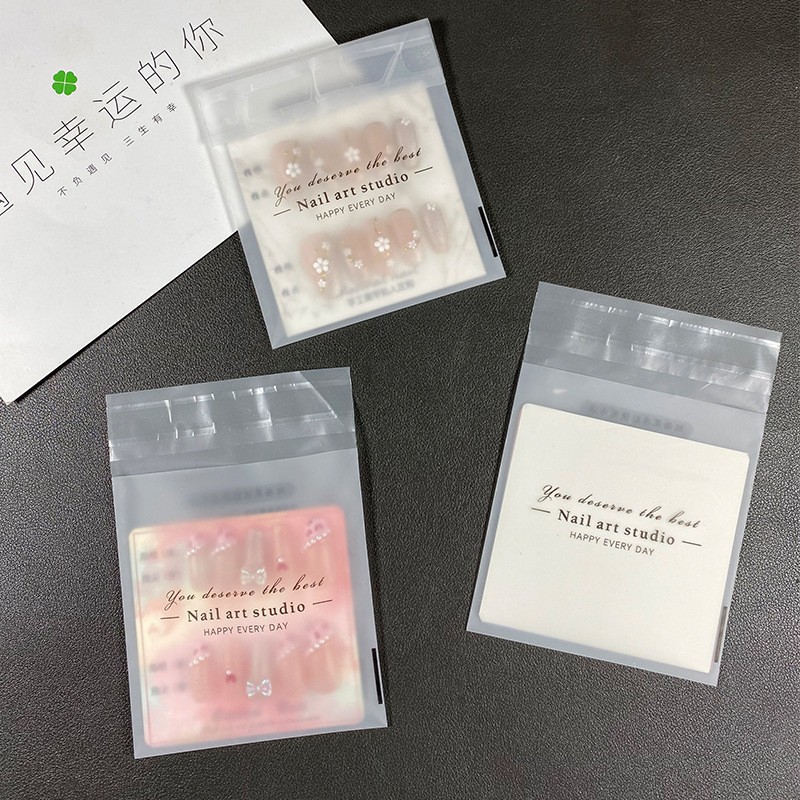 遇见幸运的你
不负遇见 三生有幸
You deserve the best
Nail art studio
HAPPY EVERY DAY
You deserve the best
Nail art studio
HAPPY EVERY DAY
You deserve the best
Nail art studio
HAPPY EVERY DAY